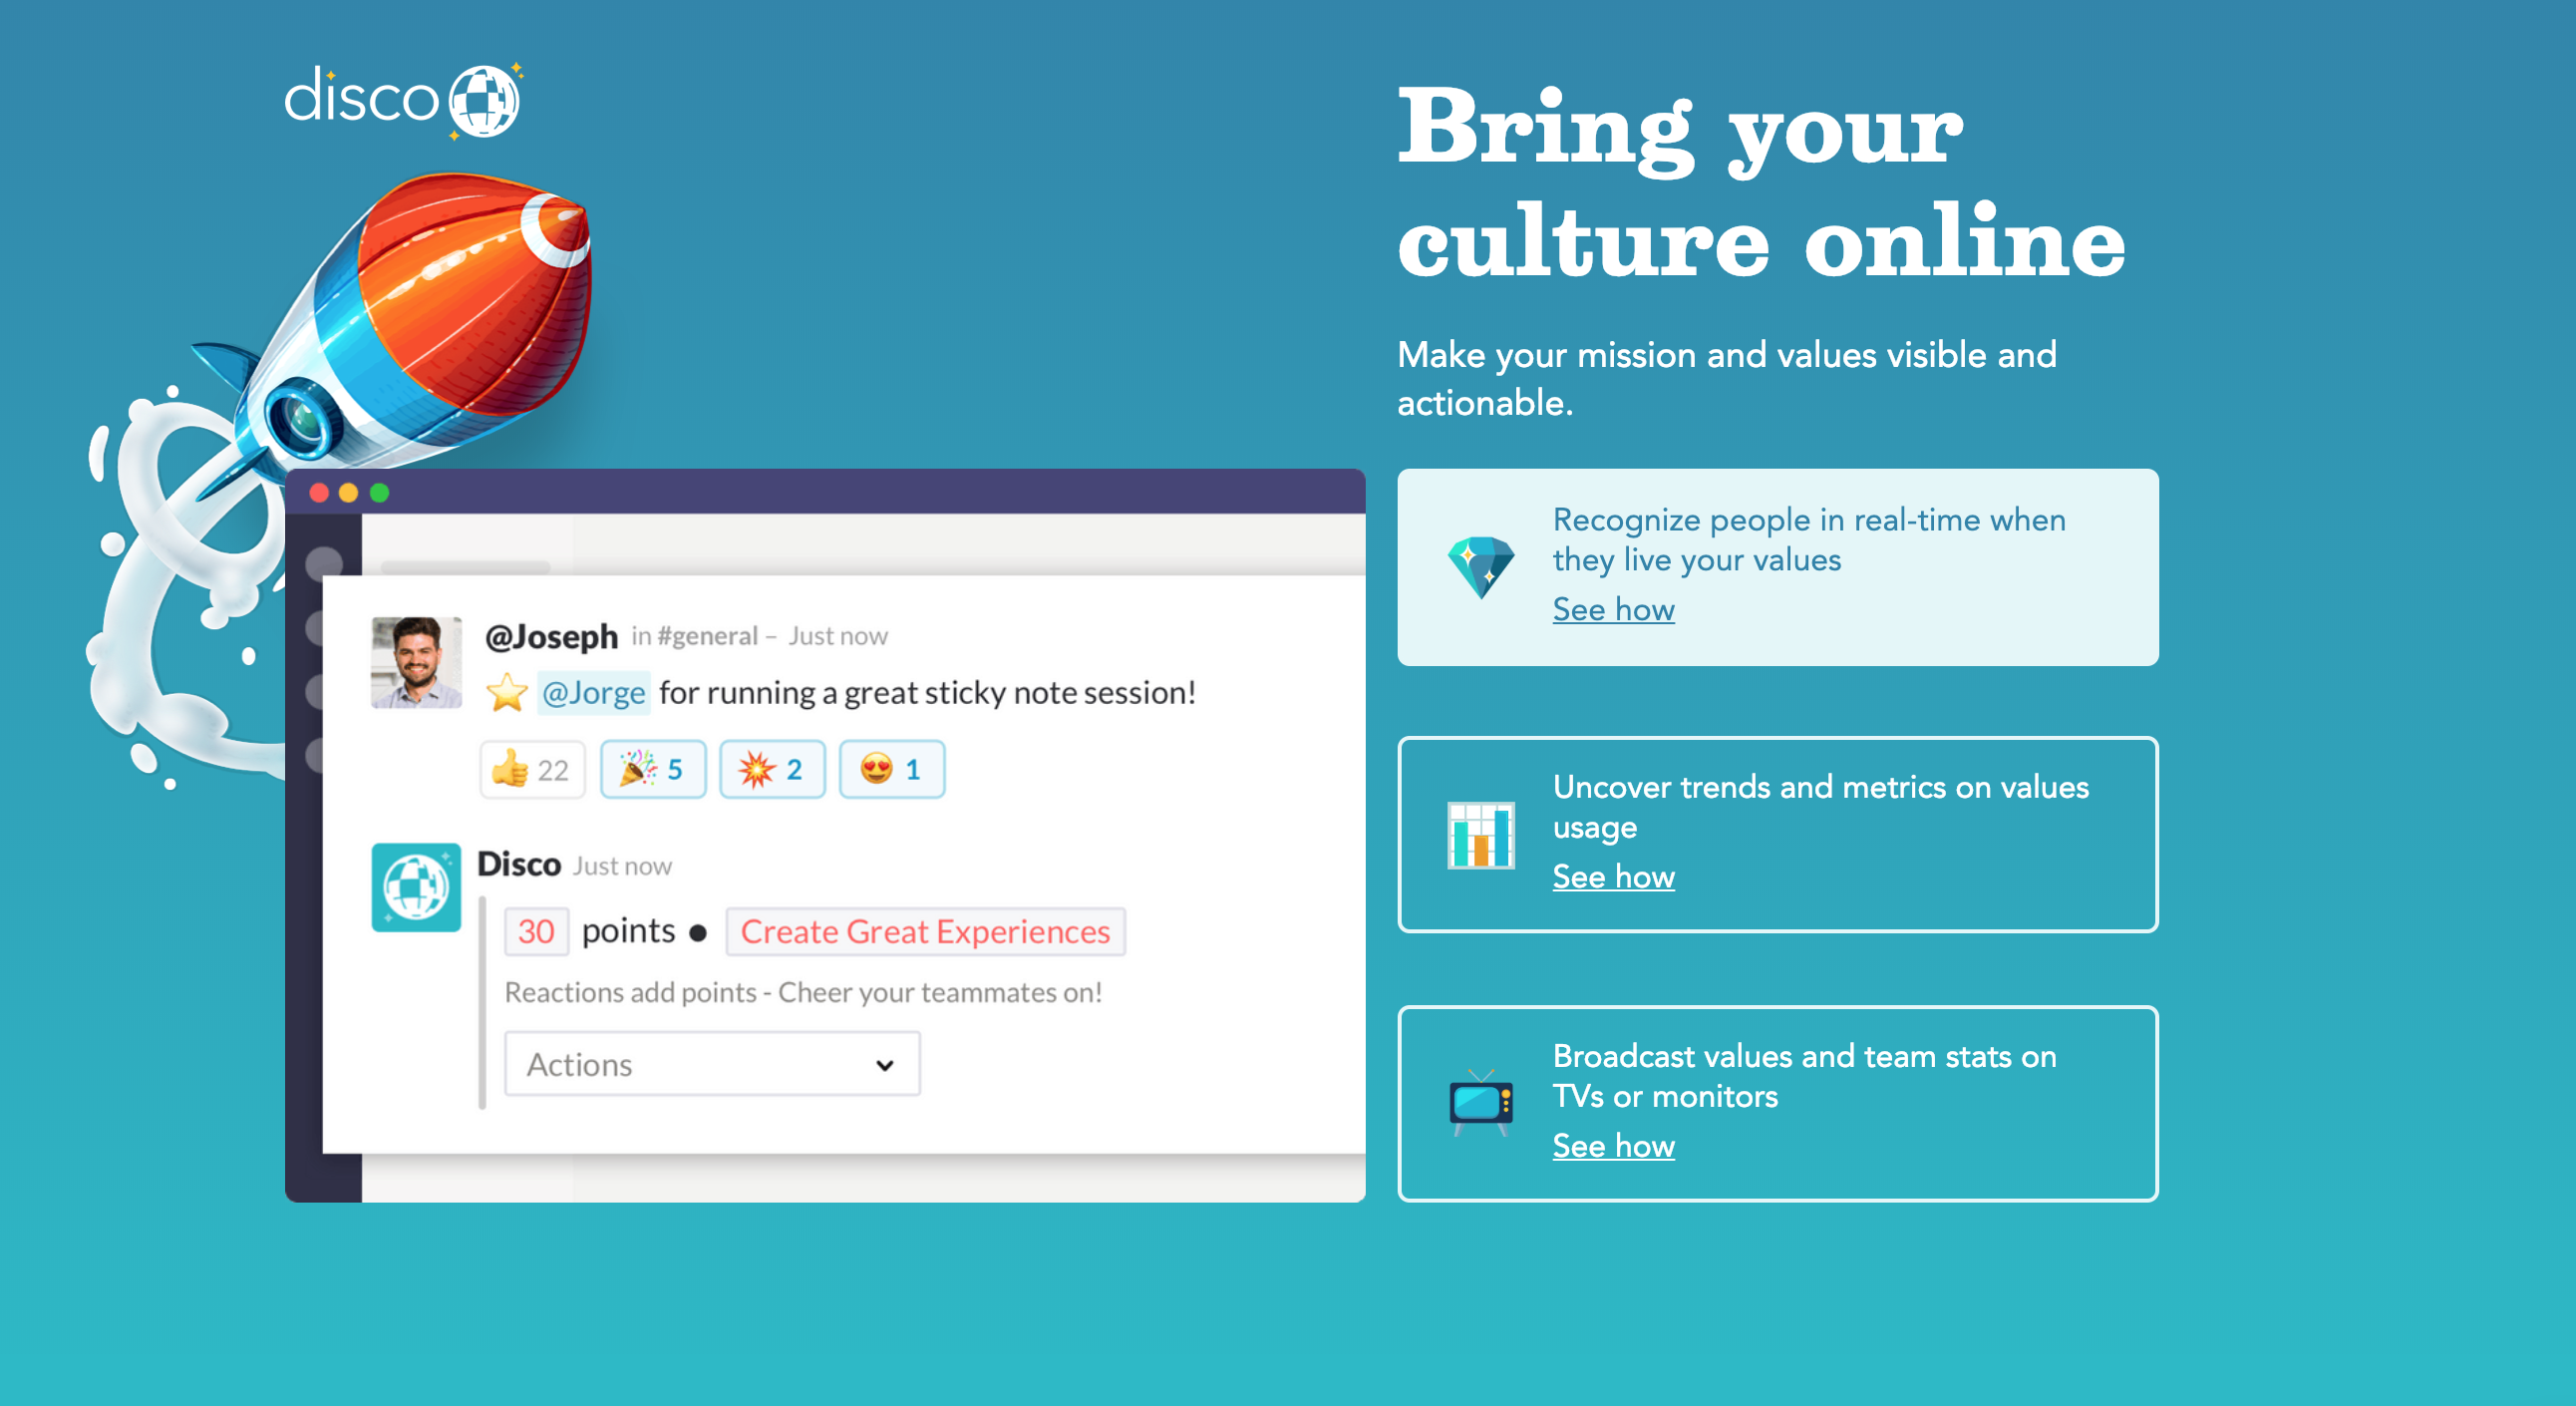 disco
Bring your
culture online
Make your mission and values visible and
actionable.
@Joseph in #general – Just now
⭐ @Jorge for running a great sticky note session!
👍 22 🎉 5 💥 2 😍 1
Disco Just now
30 points ● Create Great Experiences
Reactions add points - Cheer your teammates on!
Actions
Recognize people in real-time when
they live your values
See how
Uncover trends and metrics on values
usage
See how
Broadcast values and team stats on
TVs or monitors
See how